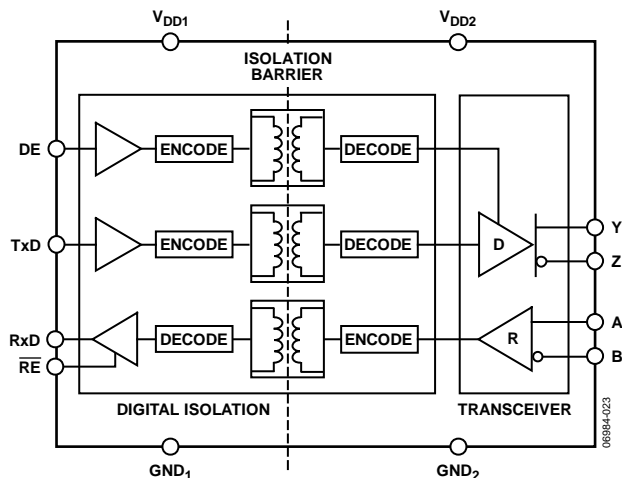 VDD1
VDD2
ISOLATION
BARRIER
DE
ENCODE
DECODE
TxD
ENCODE
DECODE
D
Y
Z
RxD
DECODE
ENCODE
R
A
B
RE
DIGITAL ISOLATION
TRANSCEIVER
GND1
GND2
06984-023